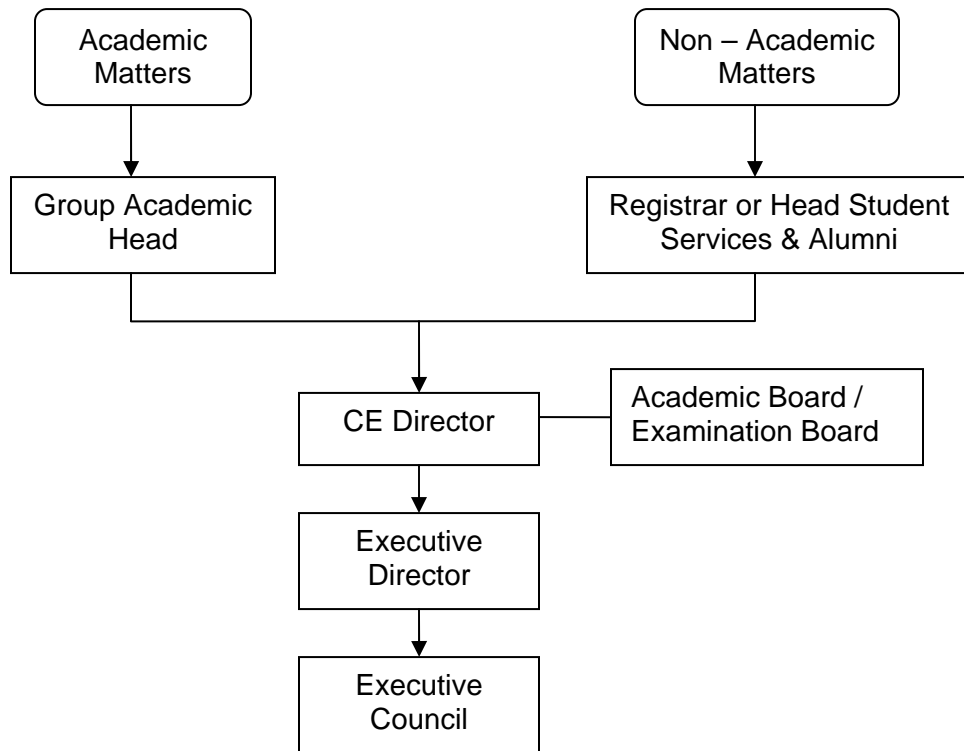 Academic
Matters
Non – Academic
Matters
Group Academic
Head
Registrar or Head Student
Services & Alumni
CE Director
Academic Board /
Examination Board
Executive
Director
Executive
Council